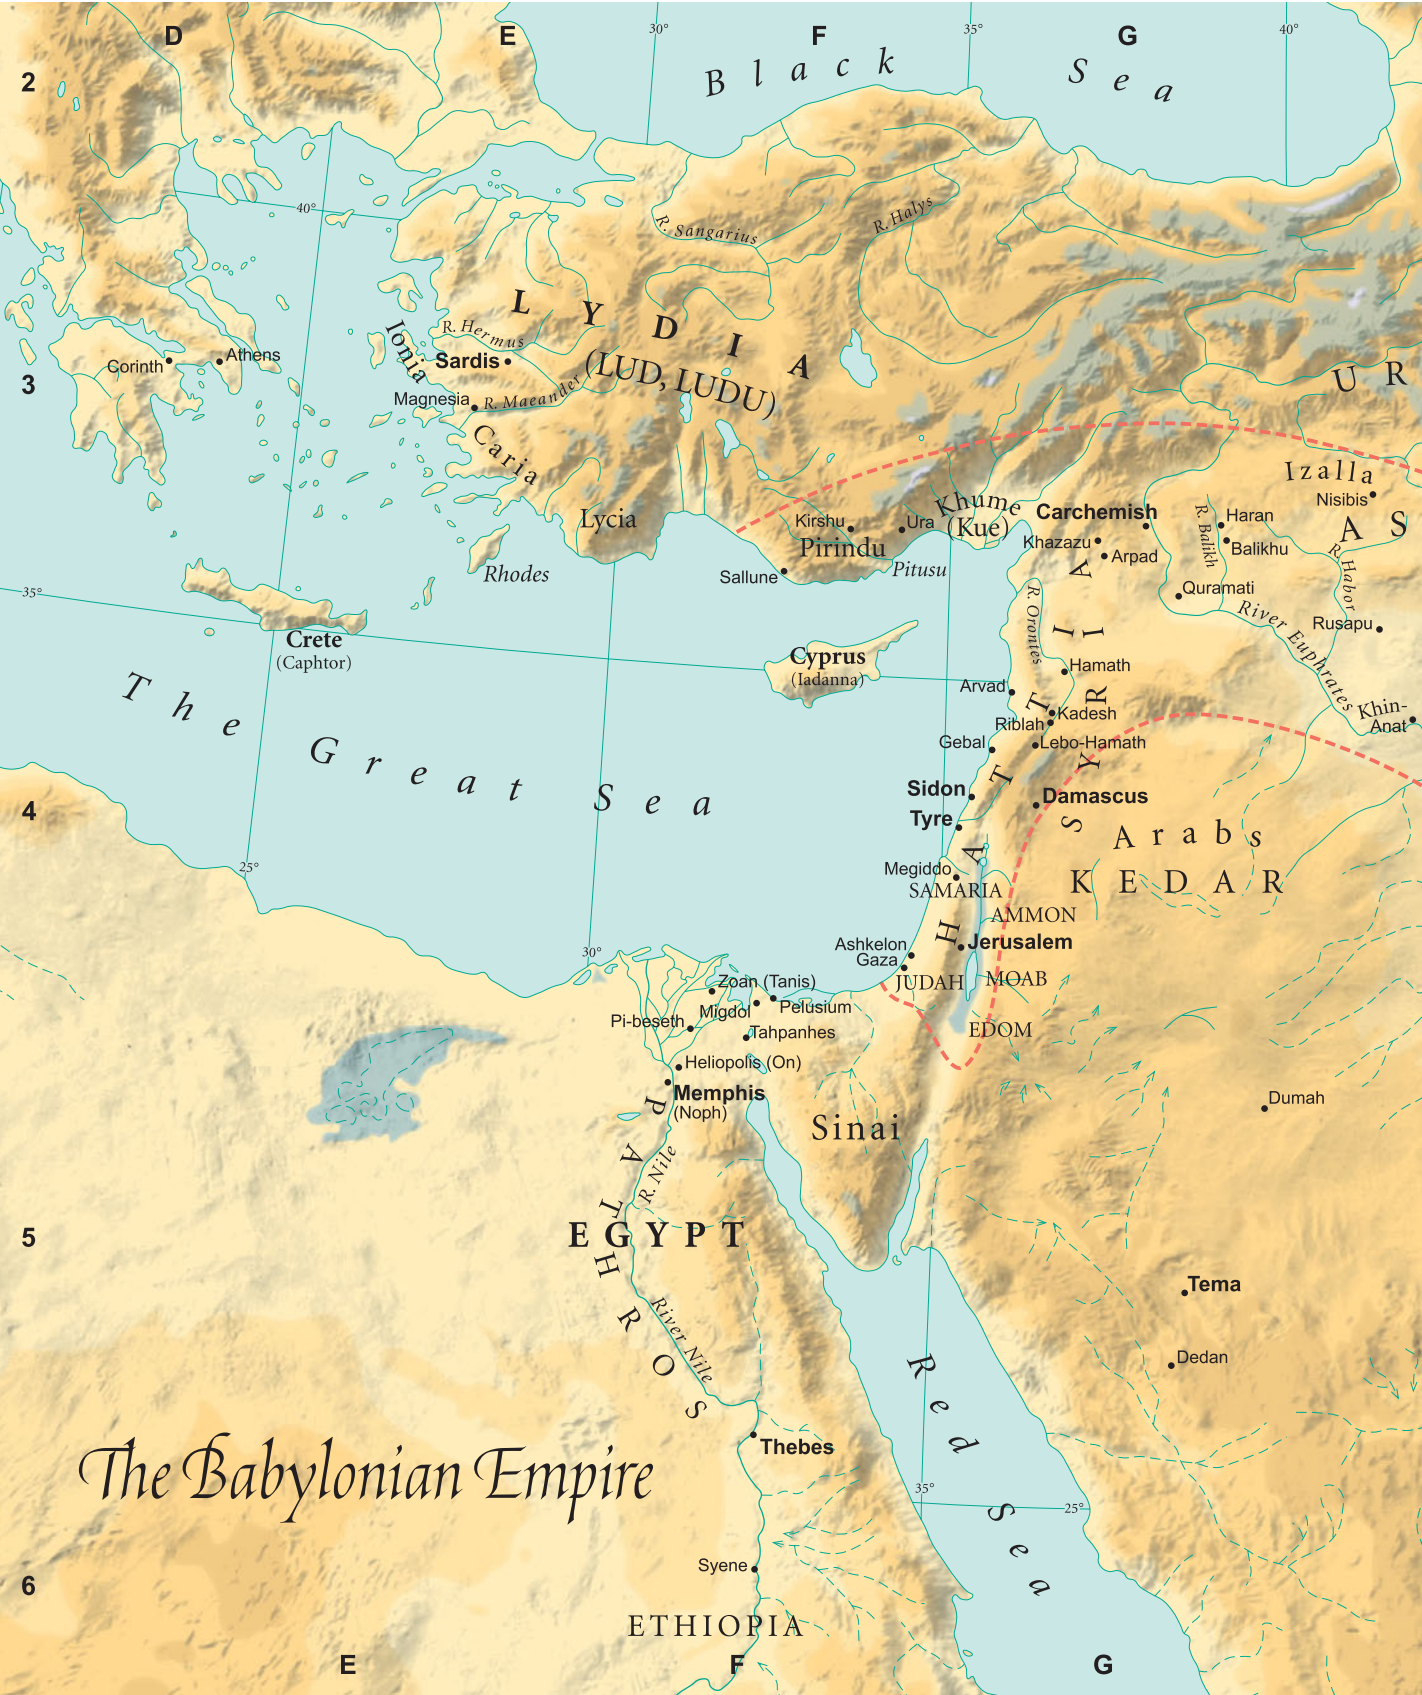 D
E
F
G
30°
35°
40°
2
Black Sea
40°
R. Sangarius
R. Halys
LYDIA
(LUD, LUDU)
Ionia
R. Hermus
Sardis
Corinth
Athens
3
Magnesia
R. Maeander
Caria
UR
Izalla
Nisibis
AS
Lycia
Kirshu
Ura
Pirindu
Khume
(Kue)
Carchemish
Khazazu
Arpad
R. Balikh
Haran
Balikhu
R. Habor
Rhodes
Sallune
Pitusu
Quramati
River Euphrates
Rusapu
35°
Crete
(Caphtor)
Cyprus
(Iadanna)
R. Orontes
Hamath
Arvad
Kadesh
Riblah
Khin-
Anat
Gebal
Lebo-Hamath
HATTI
SYRIA
The Great Sea
Sidon
Damascus
Tyre
4
Arabs
KEDAR
25°
Megiddo
SAMARIA
AMMON
Jerusalem
Ashkelon
Gaza
JUDAH
MOAB
EDOM
30°
Zoan (Tanis)
Migdol
Pelusium
Pi-beseth
Tahpanhes
Heliopolis (On)
Memphis
(Noph)
Dumah
Sinai
R. Nile
PATHROS
EGYPT
5
River Nile
Tema
Dedan
Red Sea
The Babylonian Empire
Thebes
35°
25°
Syene
6
ETHIOPIA
E
F
G